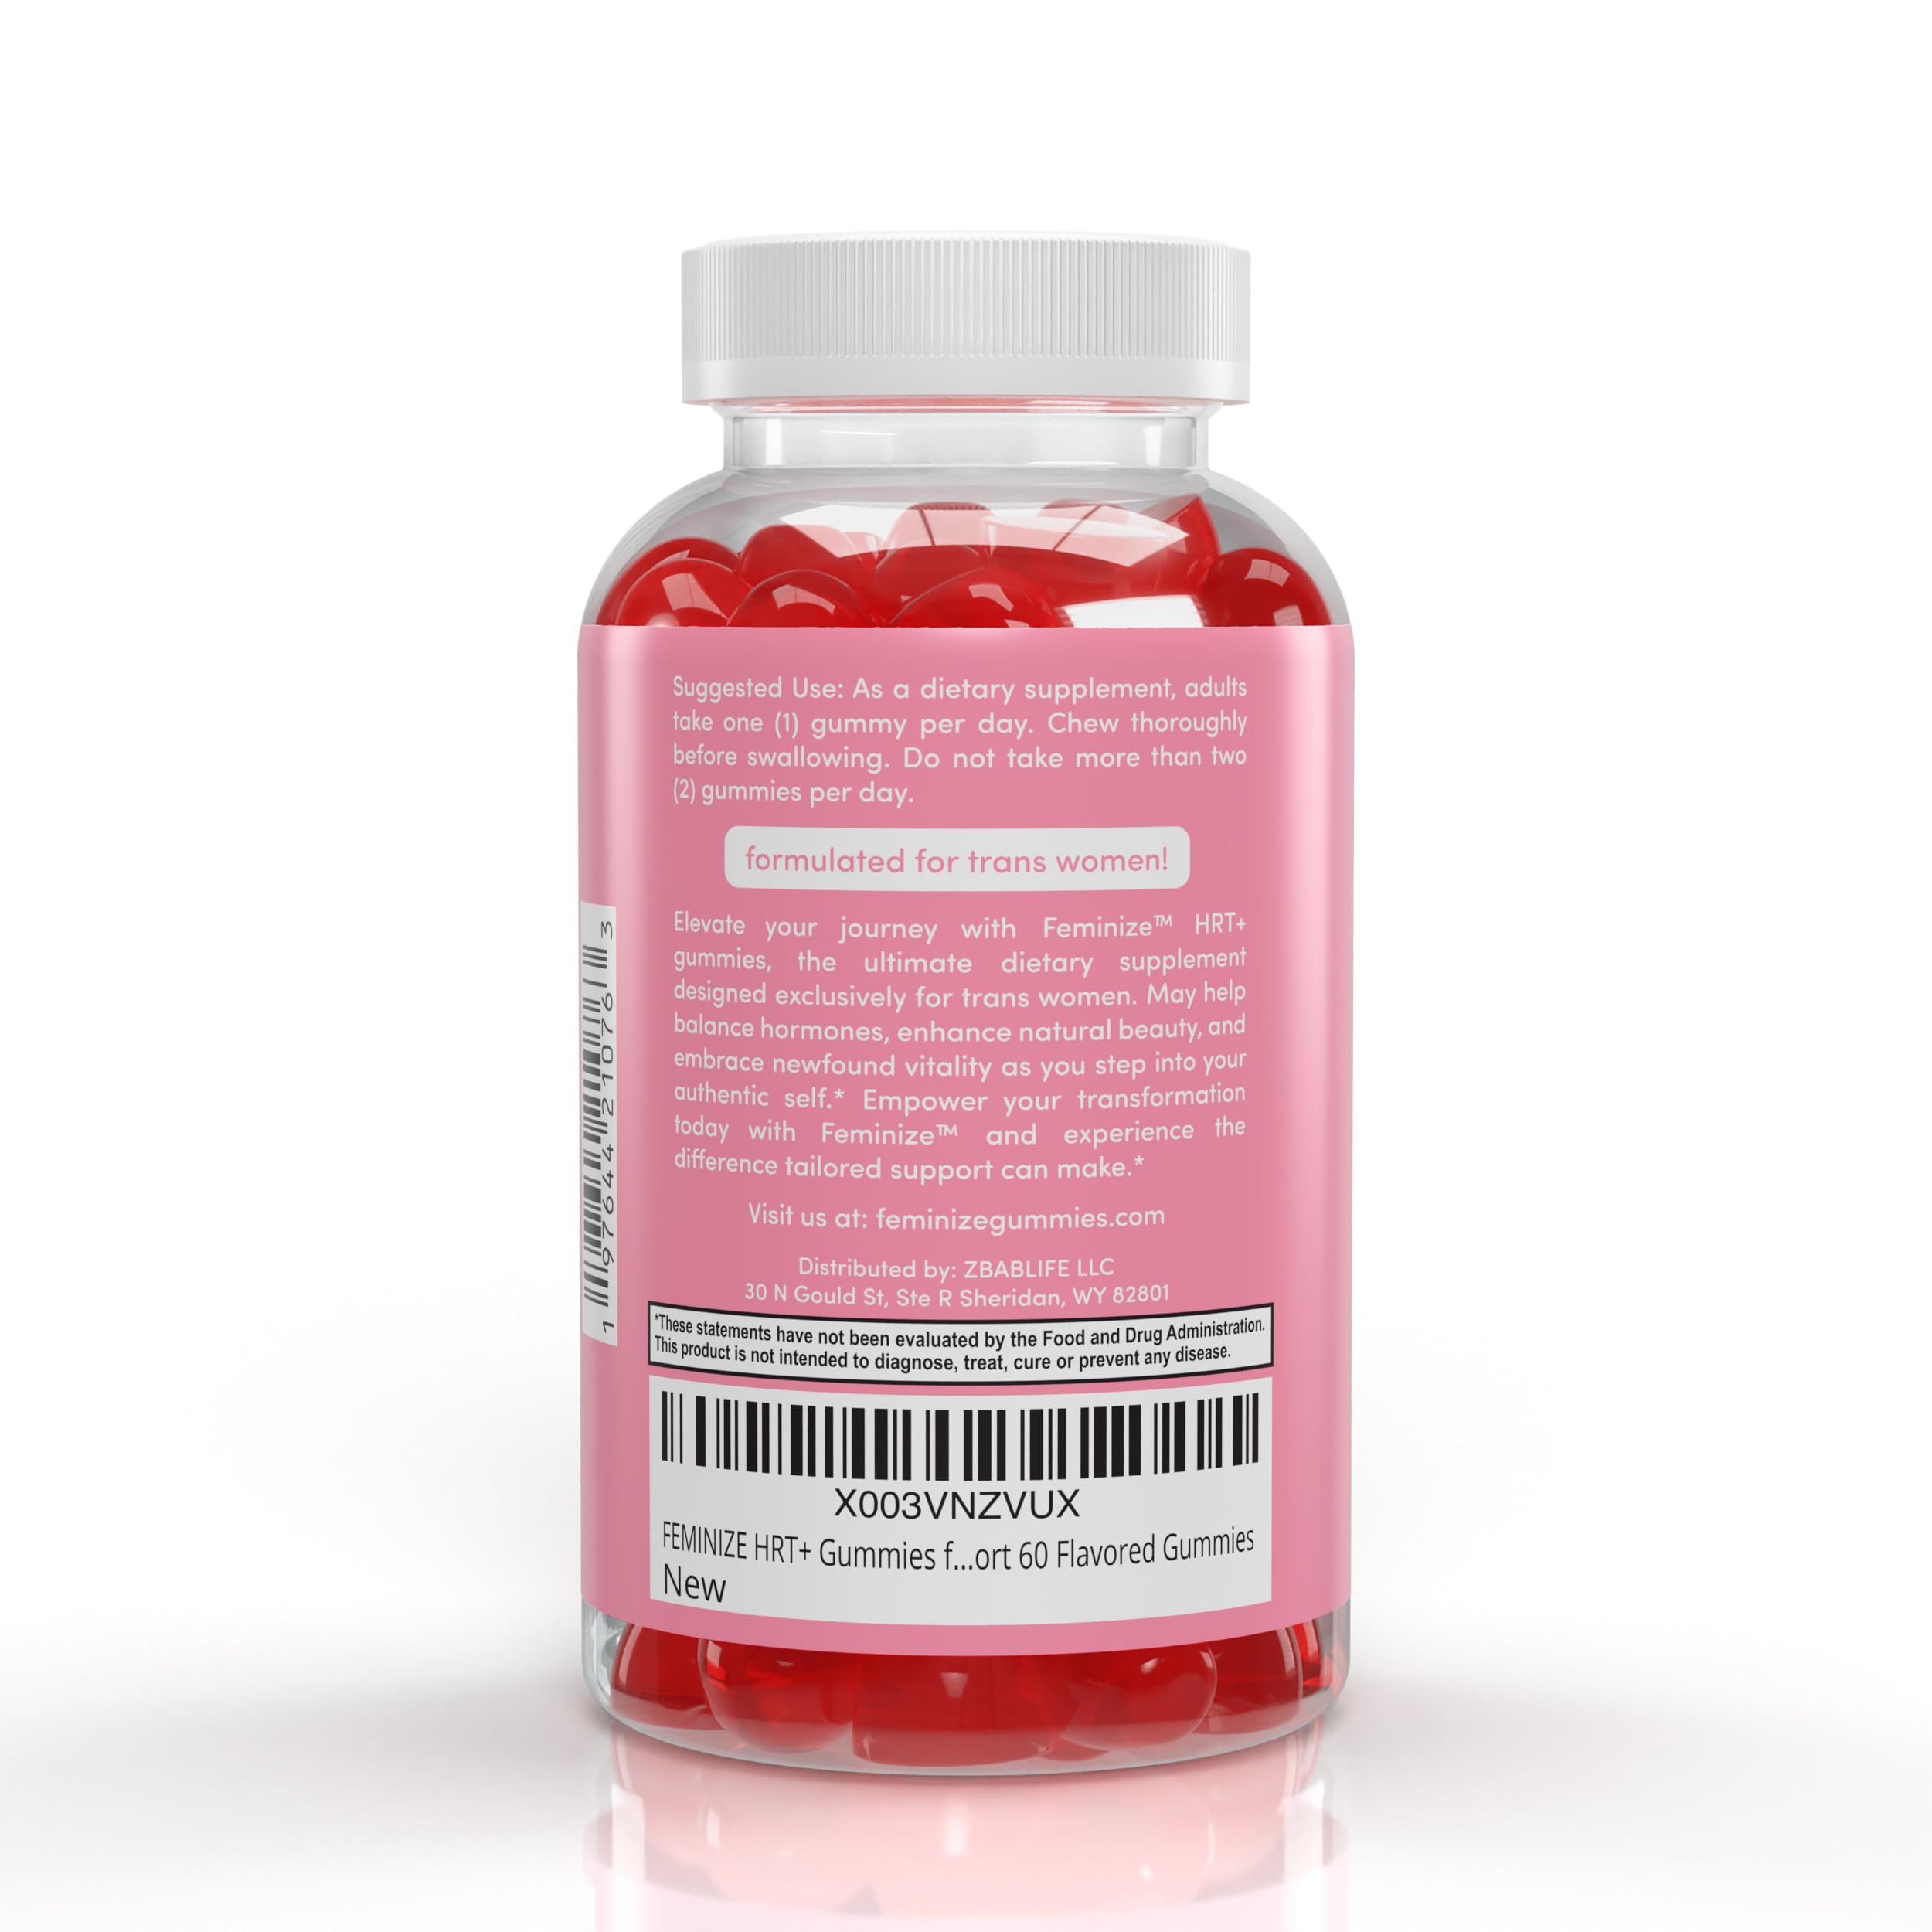 Suggested Use: As a dietary supplement, adults
take one (1) gummy per day. Chew thoroughly
before swallowing. Do not take more than two
(2) gummies per day.
formulated for trans women!
Elevate your journey with Feminize™ HRT+
gummies, the ultimate dietary supplement
designed exclusively for trans women. May help
balance hormones, enhance natural beauty, and
embrace newfound vitality as you step into your
authentic self.* Empower your transformation
today with Feminize™ and experience the
difference tailored support can make.*
Visit us at: feminizegummies.com
Distributed by: ZBABLIFE LLC
30 N Gould St, Ste R Sheridan, WY 82801
*These statements have not been evaluated by the Food and Drug Administration.
This product is not intended to diagnose, treat, cure or prevent any disease.
X003VNZVUX
FEMINIZE HRT+ Gummies f...ort 60 Flavored Gummies
New
1 97644 21076 3